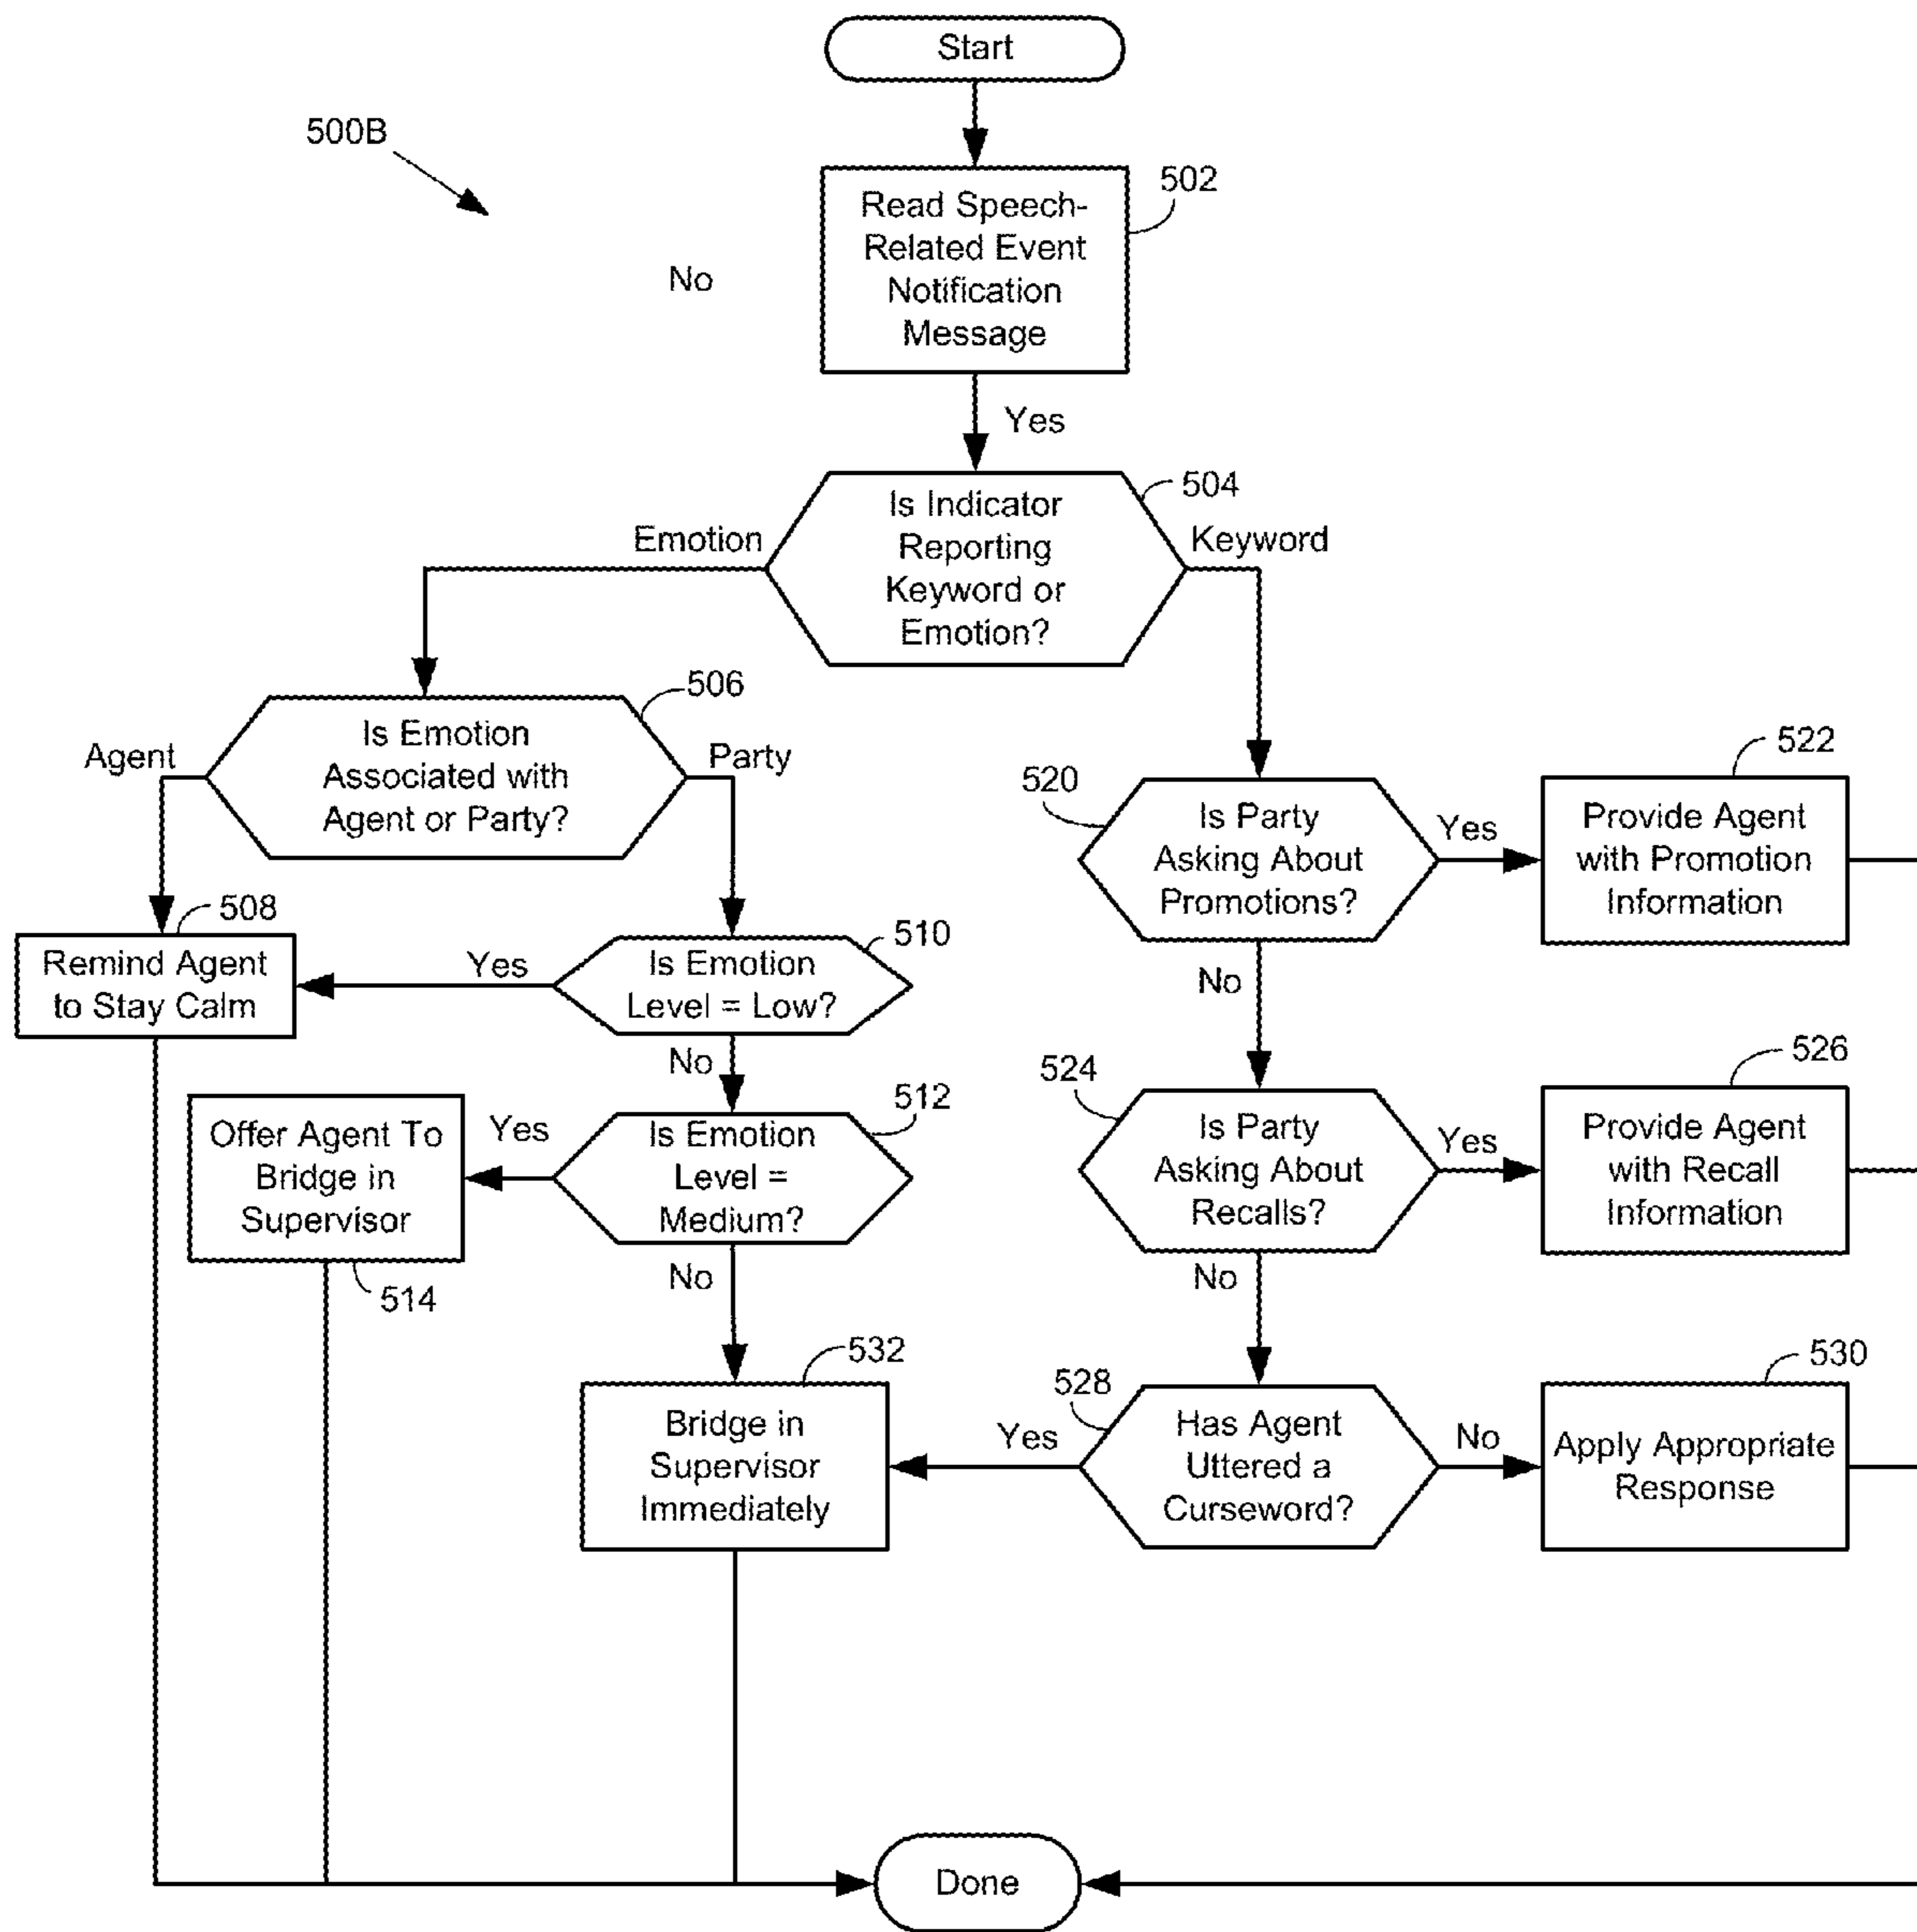 Start
500B
502
Read Speech-
Related Event
Notification
Message
No
Yes
504
Is Indicator
Reporting
Keyword or
Emotion?
Emotion
Keyword
506
Is Emotion
Associated with
Agent or Party?
Agent
Party
520
Is Party
Asking About
Promotions?
Yes
522
Provide Agent
with Promotion
Information
508
Remind Agent
to Stay Calm
Yes
510
Is Emotion
Level = Low?
No
No
524
Is Party
Asking About
Recalls?
Yes
526
Provide Agent
with Recall
Information
Offer Agent To
Bridge in
Supervisor
514
Yes
512
Is Emotion
Level =
Medium?
No
No
532
Bridge in
Supervisor
Immediately
Yes
528
Has Agent
Uttered a
Curseword?
No
530
Apply Appropriate
Response
Done